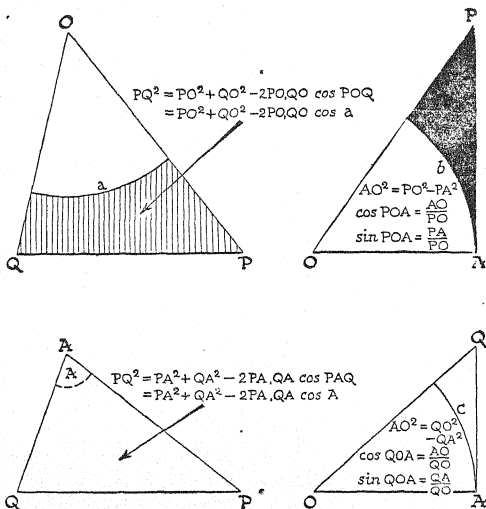 O
PQ² = PO² + QO² - 2PO,QO cos POQ
= PO² + QO² - 2PO,QO cos a
a
Q
P
P
b
AO² = PO² - PA²
cos POA = AO/PO
sin POA = PA/PO
O
A
A
A
PQ² = PA² + QA² - 2PA,QA cos PAQ
= PA² + QA² - 2PA,QA cos A
Q
P
Q
c
AO² = QO²
-QA²
cos QOA = AO/QO
sin QOA = QA/QO
O
A